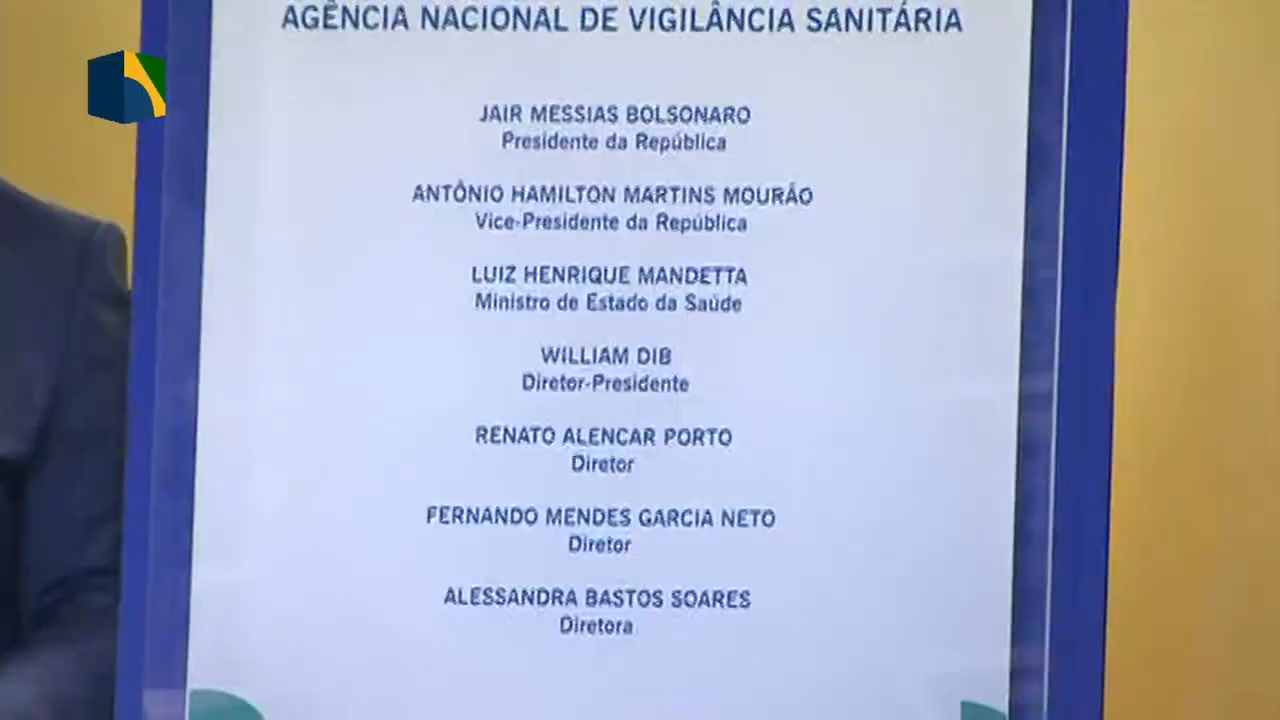 AGÊNCIA NACIONAL DE VIGILÂNCIA SANITÁRIA
JAIR MESSIAS BOLSONARO
Presidente da República
ANTÔNIO HAMILTON MARTINS MOURÃO
Vice-Presidente da República
LUIZ HENRIQUE MANDETTA
Ministro de Estado da Saúde
WILLIAM DIB
Diretor-Presidente
RENATO ALENCAR PORTO
Diretor
FERNANDO MENDES GARCIA NETO
Diretor
ALESSANDRA BASTOS SOARES
Diretora